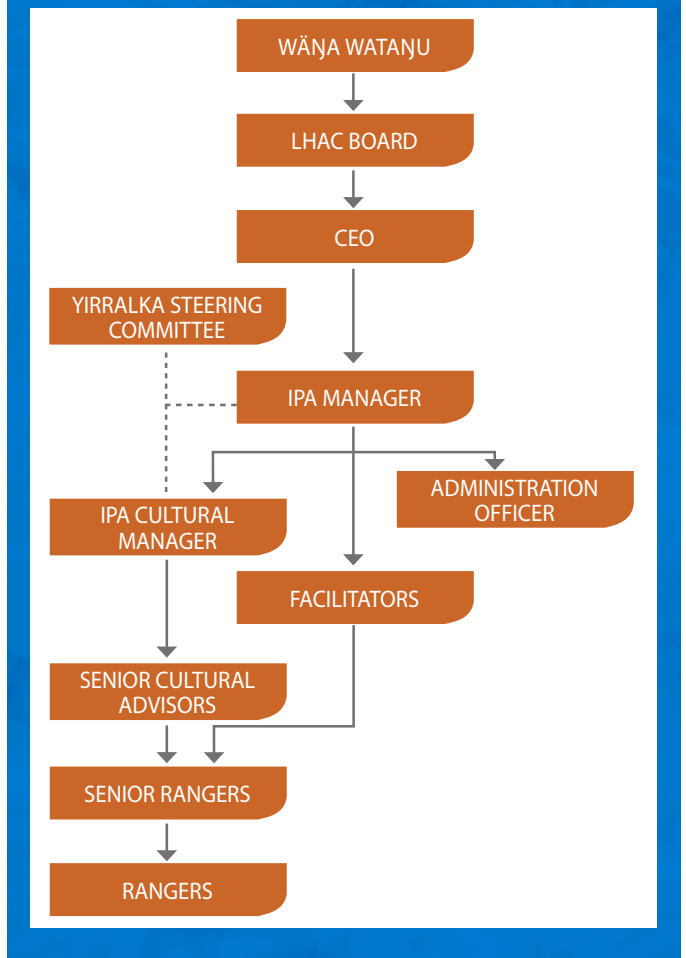 WÄŊA WATAŊU
LHAC BOARD
CEO
YIRRALKA STEERING
COMMITTEE
IPA MANAGER
ADMINISTRATION
OFFICER
IPA CULTURAL
MANAGER
FACILITATORS
SENIOR CULTURAL
ADVISORS
SENIOR RANGERS
RANGERS